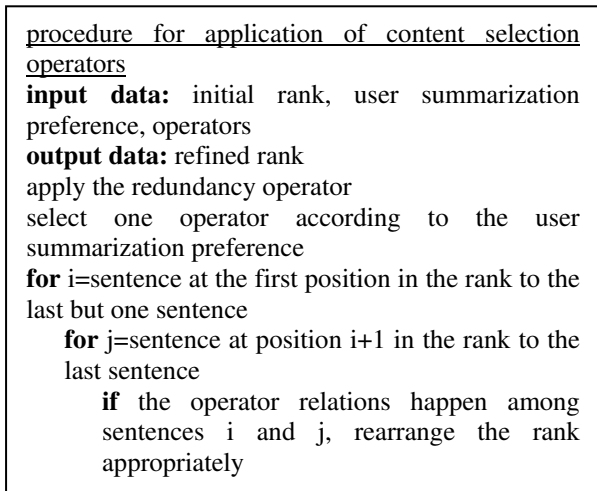 procedure for application of content selection
operators
input data: initial rank, user summarization
preference, operators
output data: refined rank
apply the redundancy operator
select one operator according to the user
summarization preference
for i=sentence at the first position in the rank to the
last but one sentence
for j=sentence at position i+1 in the rank to the
last sentence
if the operator relations happen among
sentences i and j, rearrange the rank
appropriately